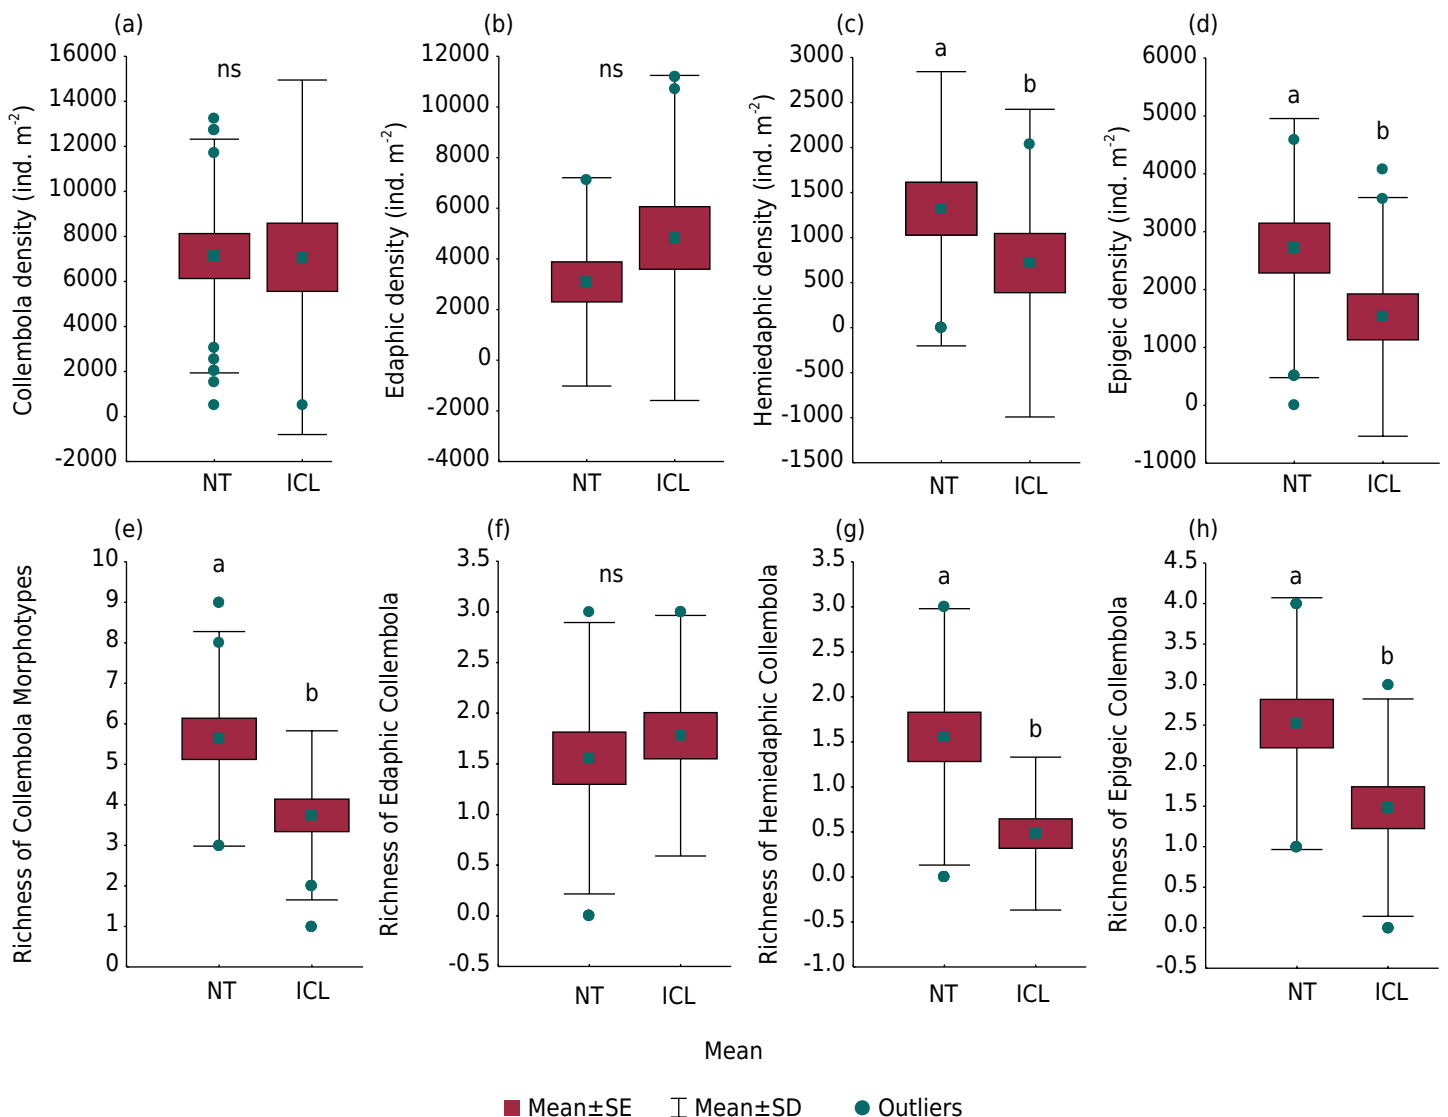 (a)
Collembola density (ind. m-2)
16000
14000
12000
10000
8000
6000
4000
2000
0
-2000
ns
NT ICL
(b)
Edaphic density (ind. m-2)
12000
10000
8000
6000
4000
2000
0
-2000
-4000
ns
NT ICL
(c)
Hemiedaphic density (ind. m-2)
3000
2500
2000
1500
1000
500
0
-500
-1000
-1500
a
b
NT ICL
(d)
Epigeic density (ind. m-2)
6000
5000
4000
3000
2000
1000
0
-1000
a
b
NT ICL
(e)
Richness of Collembola Morphotypes
10
9
8
7
6
5
4
3
2
1
0
a
b
NT ICL
(f)
Richness of Edaphic Collembola
3.5
3.0
2.5
2.0
1.5
1.0
0.5
0.0
-0.5
ns
NT ICL
(g)
Richness of Hemiedaphic Collembola
3.5
3.0
2.5
2.0
1.5
1.0
0.5
0.0
-0.5
-1.0
a
b
NT ICL
(h)
Richness of Epigeic Collembola
4.5
4.0
3.5
3.0
2.5
2.0
1.5
1.0
0.5
0.0
-0.5
a
b
NT ICL
Mean
Mean±SE Mean±SD Outliers